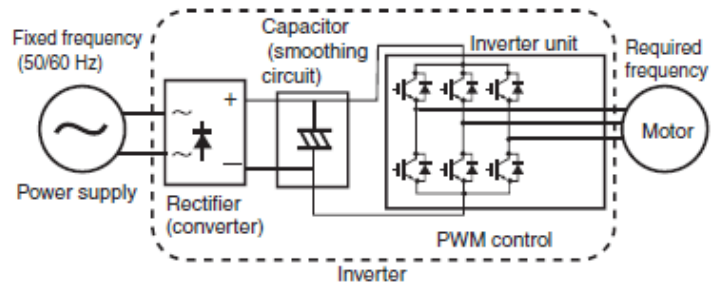 Fixed frequency
(50/60 Hz)
Power supply
Rectifier
(converter)
Capacitor
(smoothing
circuit)
Inverter unit
PWM control
Inverter
Required
frequency
Motor
~
~
+
−